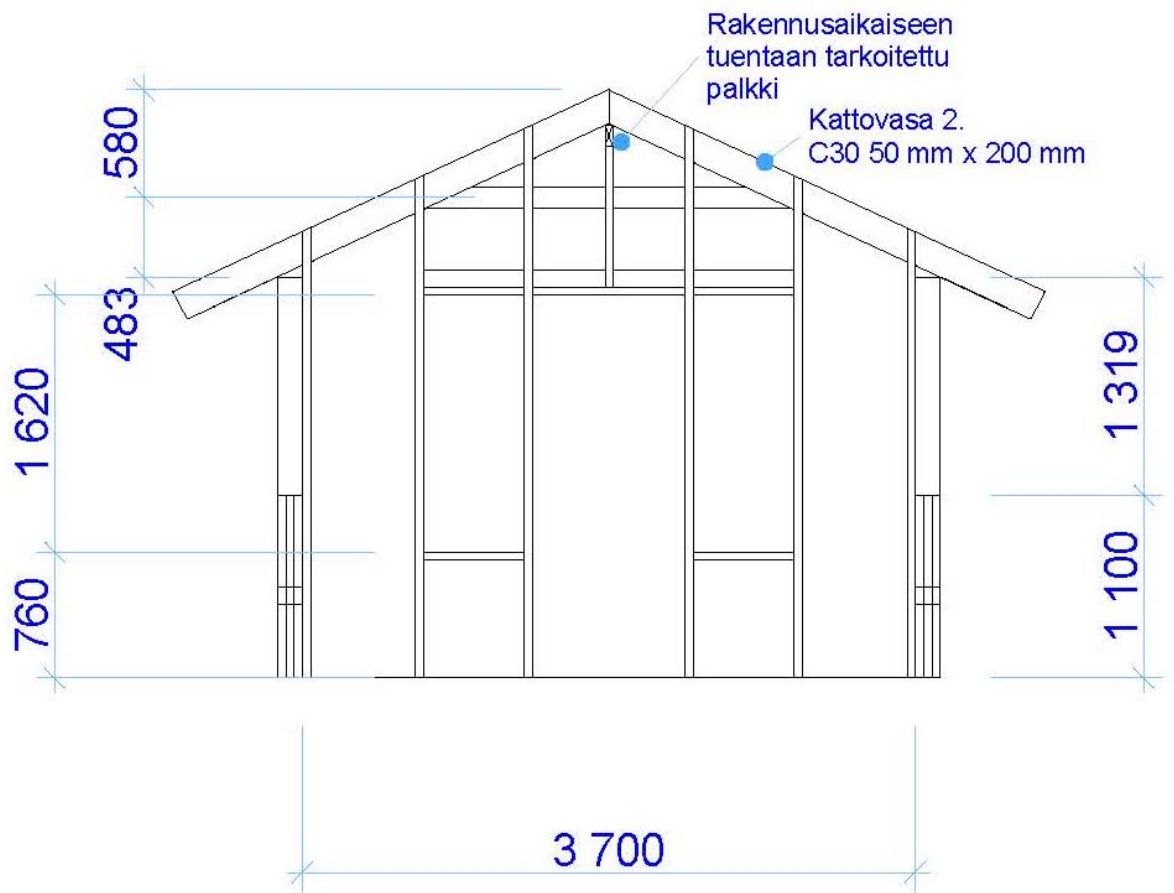 Rakennusaikaiseen
tuentaan tarkoitettu
palkki
Kattovasa 2.
C30 50 mm x 200 mm
580
483
1 620
760
1 319
1 100
3 700